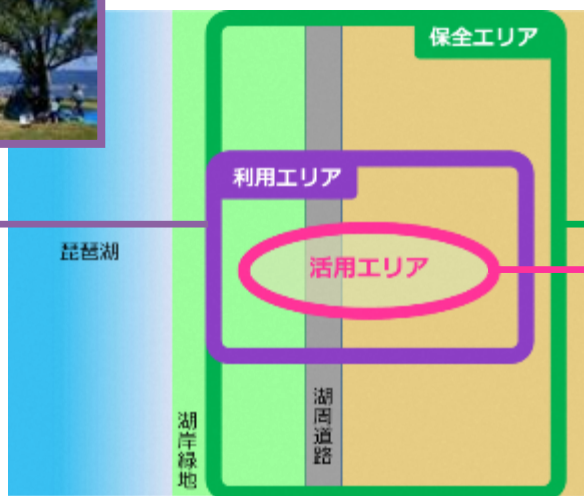 保全エリア
利用エリア
琵琶湖
活用エリア
湖岸緑地
湖周道路